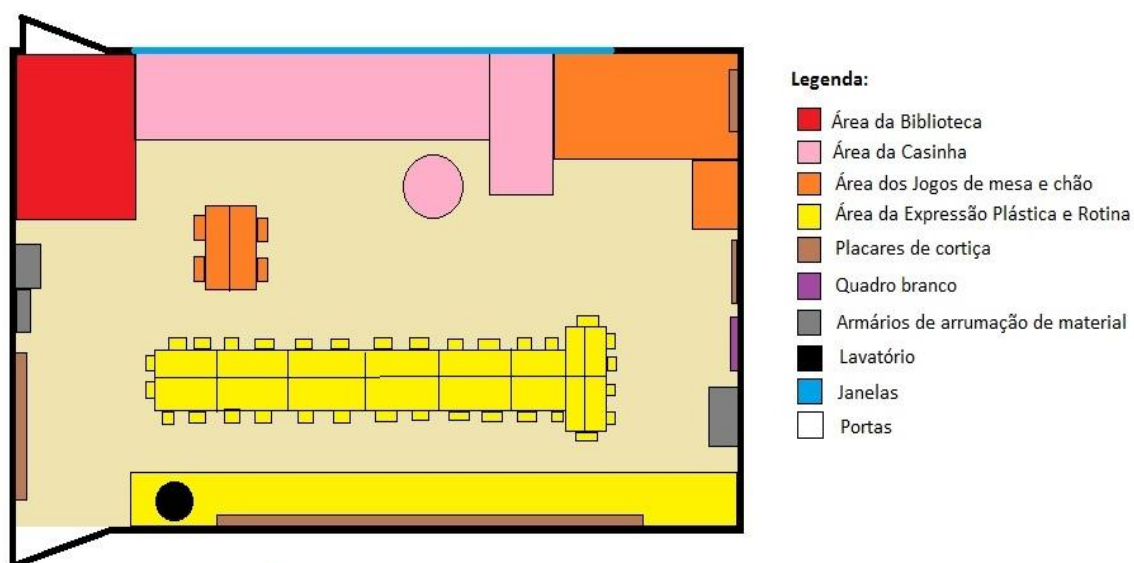 Legenda:
Área da Biblioteca
Área da Casinha
Área dos Jogos de mesa e chão
Área da Expressão Plástica e Rotina
Placares de cortiça
Quadro branco
Armários de arrumação de material
Lavatório
Janelas
Portas